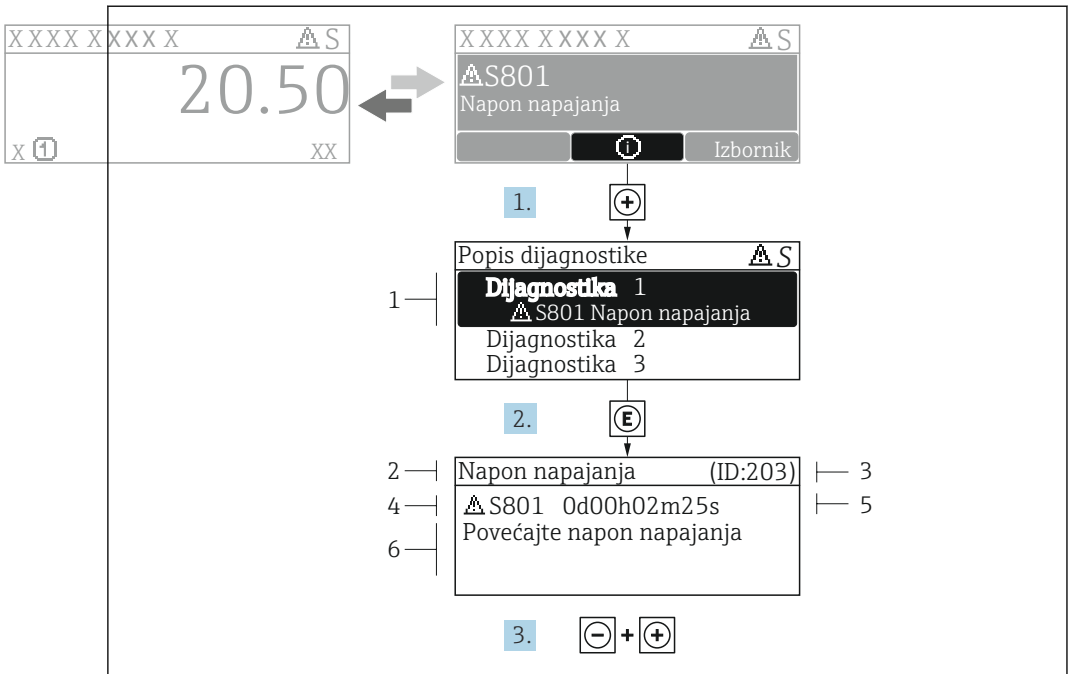 XXXX XXXX X ⚠ S
20.50
X ① XX
XXXX XXXX X ⚠ S
⚠S801
Napon napajanja
ⓘ Izbornik
1. +
Popis dijagnostike ⚠ S
1
Dijagnostika 1
⚠ S801 Napon napajanja
Dijagnostika 2
Dijagnostika 3
2. E
2 Napon napajanja (ID:203) 3
4 ⚠ S801 0d00h02m25s 5
6 Povećajte napon napajanja
3. − + +